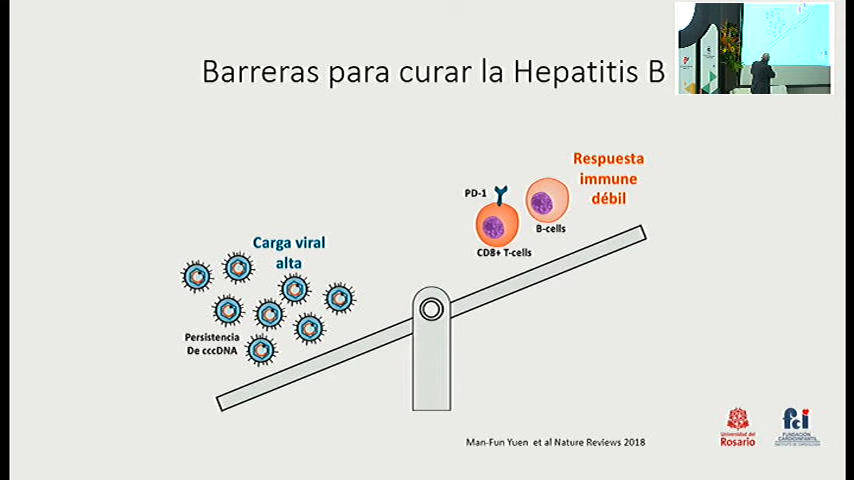 Barreras para curar la Hepatitis B
Respuesta
immune
débil
PD-1
B-cells
CD8+ T-cells
Carga viral
alta
Persistencia
De cccDNA
Man-Fun Yuen et al Nature Reviews 2018
Universidad del
Rosario
fci
FUNDACIÓN
CARDIOINFANTIL